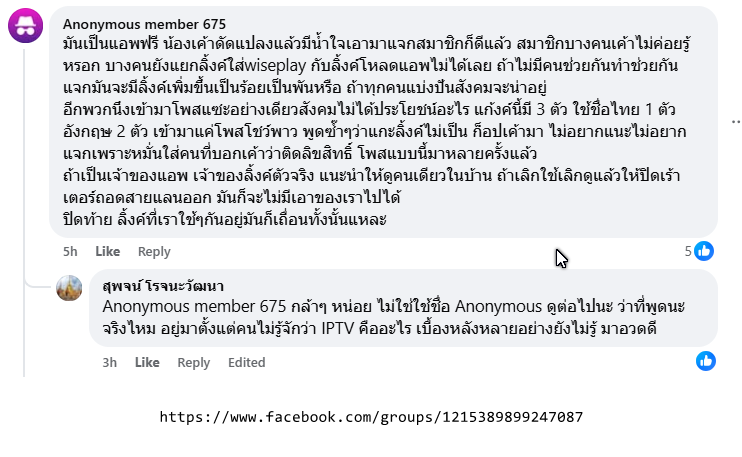 Anonymous member 675
มันเป็นแอพฟรี น้องเค้าดัดแปลงแล้วมีน้ำใจเอามาแจกสมาชิกก็ดีแล้ว สมาชิกบางคนเค้าไม่ค่อยรู้
หรอก บางคนยังแยกลิ้งค์ใส่wiseplay กับลิ้งค์โหลดแอพไม่ได้เลย ถ้าไม่มีคนช่วยกันทำช่วยกัน
แจกมันจะมีลิ้งค์เพิ่มขึ้นเป็นร้อยเป็นพันหรือ ถ้าทุกคนแบ่งปันสังคมจะน่าอยู่
อีกพวกนึงเข้ามาโพสแซะอย่างเดียวสังคมไม่ได้ประโยชน์อะไร แก้งค์นี้มี 3 ตัว ใช้ชื่อไทย 1 ตัว
อังกฤษ 2 ตัว เข้ามาแค่โพสโชว์พาว พูดซ้ำๆว่าแกะลิ้งค์ไม่เป็น ก็อปเค้ามา ไม่อยากแนะไม่อยาก
แจกเพราะหมั่นใส่คนที่บอกเค้าว่าติดลิขสิทธิ์ โพสแบบนี้มาหลายครั้งแล้ว
ถ้าเป็นเจ้าของแอพ เจ้าของลิ้งค์ตัวจริง แนะนำให้ดูคนเดียวในบ้าน ถ้าเลิกใช้เลิกดูแล้วให้ปิดเร้า
เตอร์ถอดสายแลนออก มันก็จะไม่มีเอาของเราไปได้
ปิดท้าย ลิ้งค์ที่เราใช้ๆกันอยู่มันก็เถื่อนทั้งนั้นแหละ
5h Like Reply 5
สุพจน์ โรจนะวัฒนา
Anonymous member 675 กล้าๆ หน่อย ไม่ใช่ใช้ชื่อ Anonymous ดูต่อไปนะ ว่าที่พูดนะ
จริงไหม อยู่มาตั้งแต่คนไม่รู้จักว่า IPTV คืออะไร เบื้องหลังหลายอย่างยังไม่รู้ มาอวดดี
3h Like Reply Edited
https://www.facebook.com/groups/1215389899247087